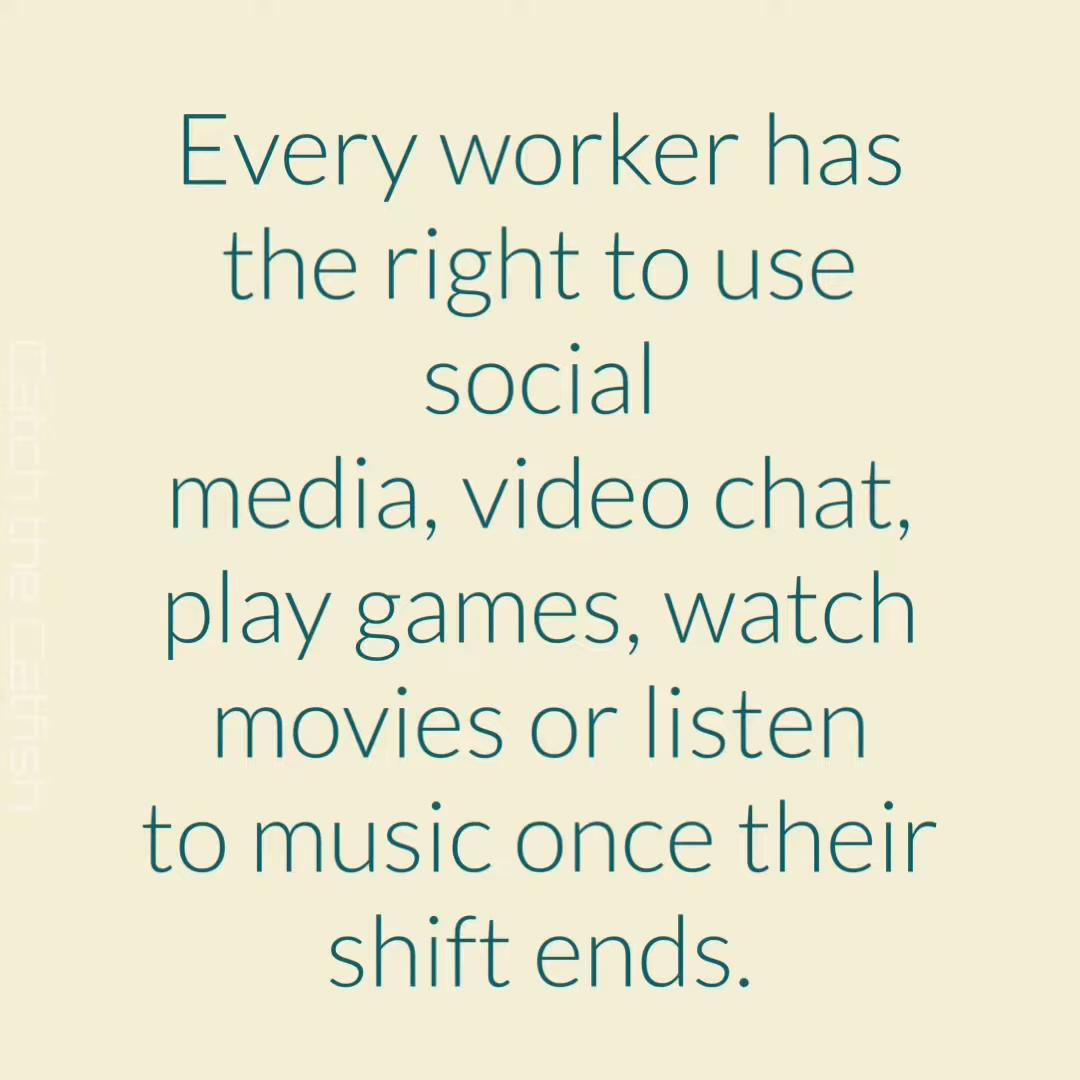 Every worker has
the right to use
social
media, video chat,
play games, watch
movies or listen
to music once their
shift ends.
Catch the Catfish